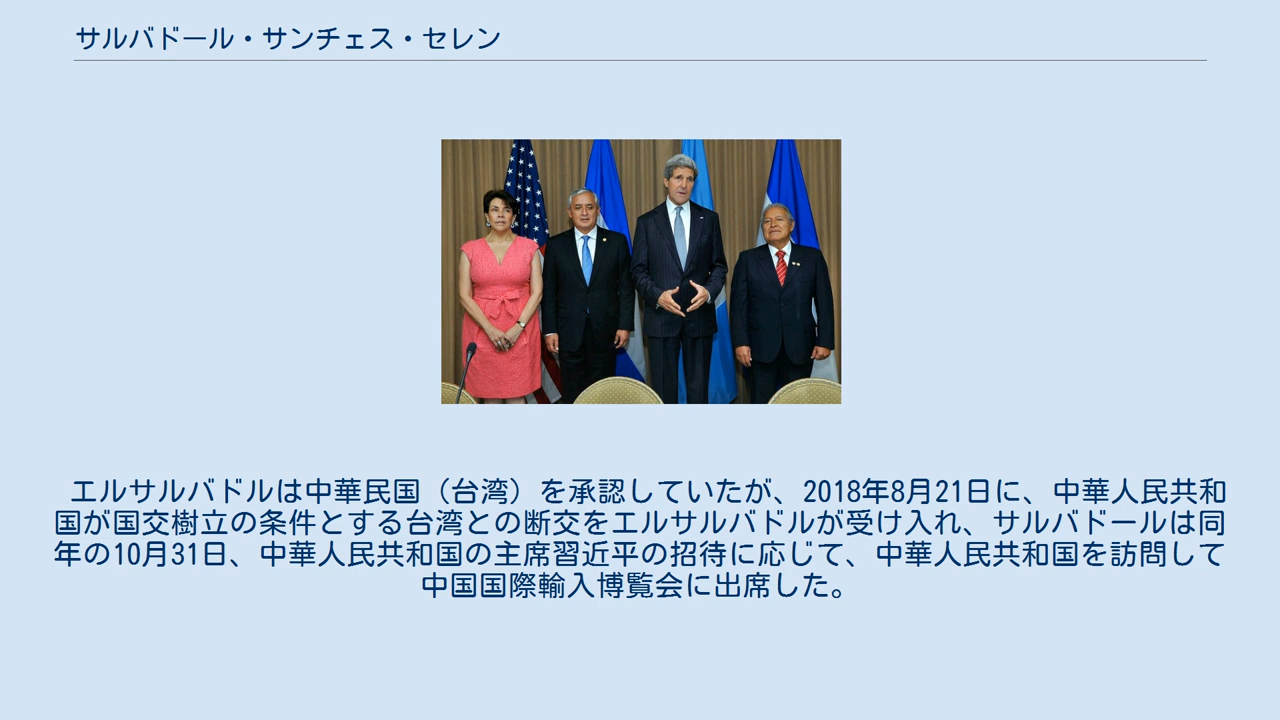 サルバドール・サンチェス・セレン
エルサルバドルは中華民国（台湾）を承認していたが、2018年8月21日に、中華人民共和
国が国交樹立の条件とする台湾との断交をエルサルバドルが受け入れ、サルバドールは同
年の10月31日、中華人民共和国の主席習近平の招待に応じて、中華人民共和国を訪問して
中国国際輸入博覧会に出席した。